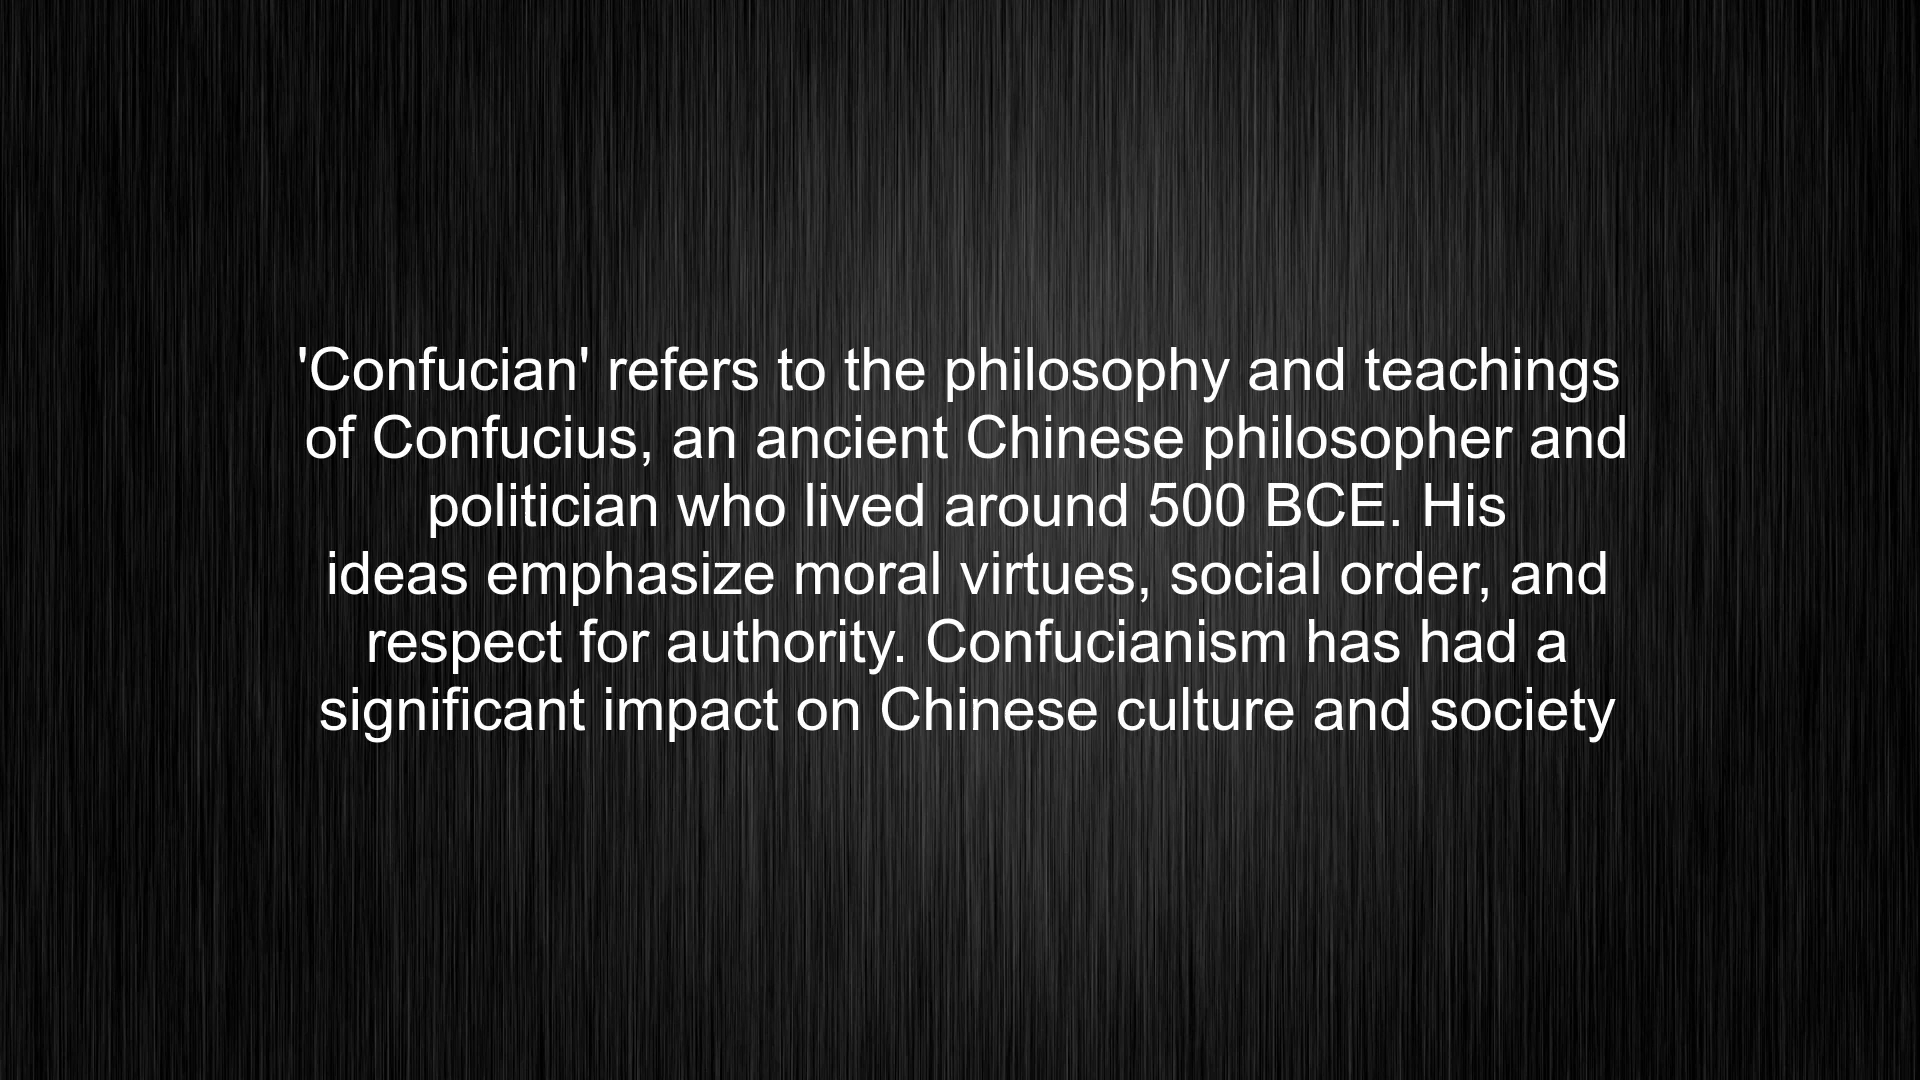 'Confucian' refers to the philosophy and teachings
of Confucius, an ancient Chinese philosopher and
politician who lived around 500 BCE. His
ideas emphasize moral virtues, social order, and
respect for authority. Confucianism has had a
significant impact on Chinese culture and society